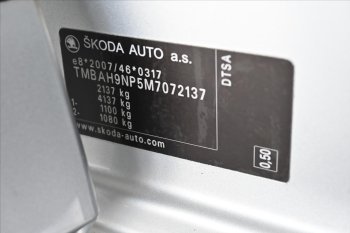 ŠKODA AUTO a.s.
e8*2007/46*0317
TMBAH9NP5M7072137
2137 kg
4137 kg
1- 1100 kg
2- 1080 kg
www.skoda-auto.com
DTSA
0,50